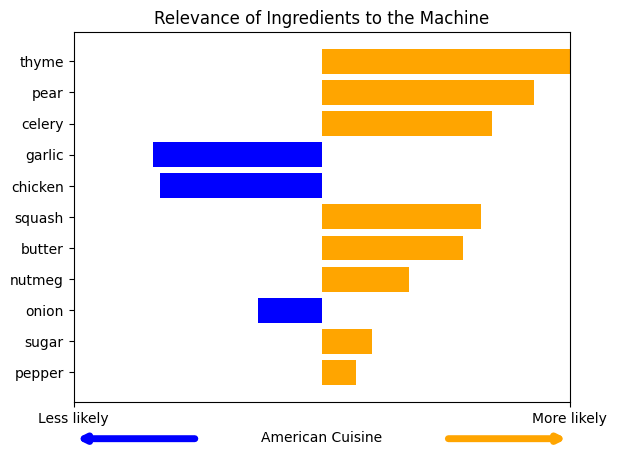 Relevance of Ingredients to the Machine
thyme
pear
celery
garlic
chicken
squash
butter
nutmeg
onion
sugar
pepper
Less likely
More likely
American Cuisine